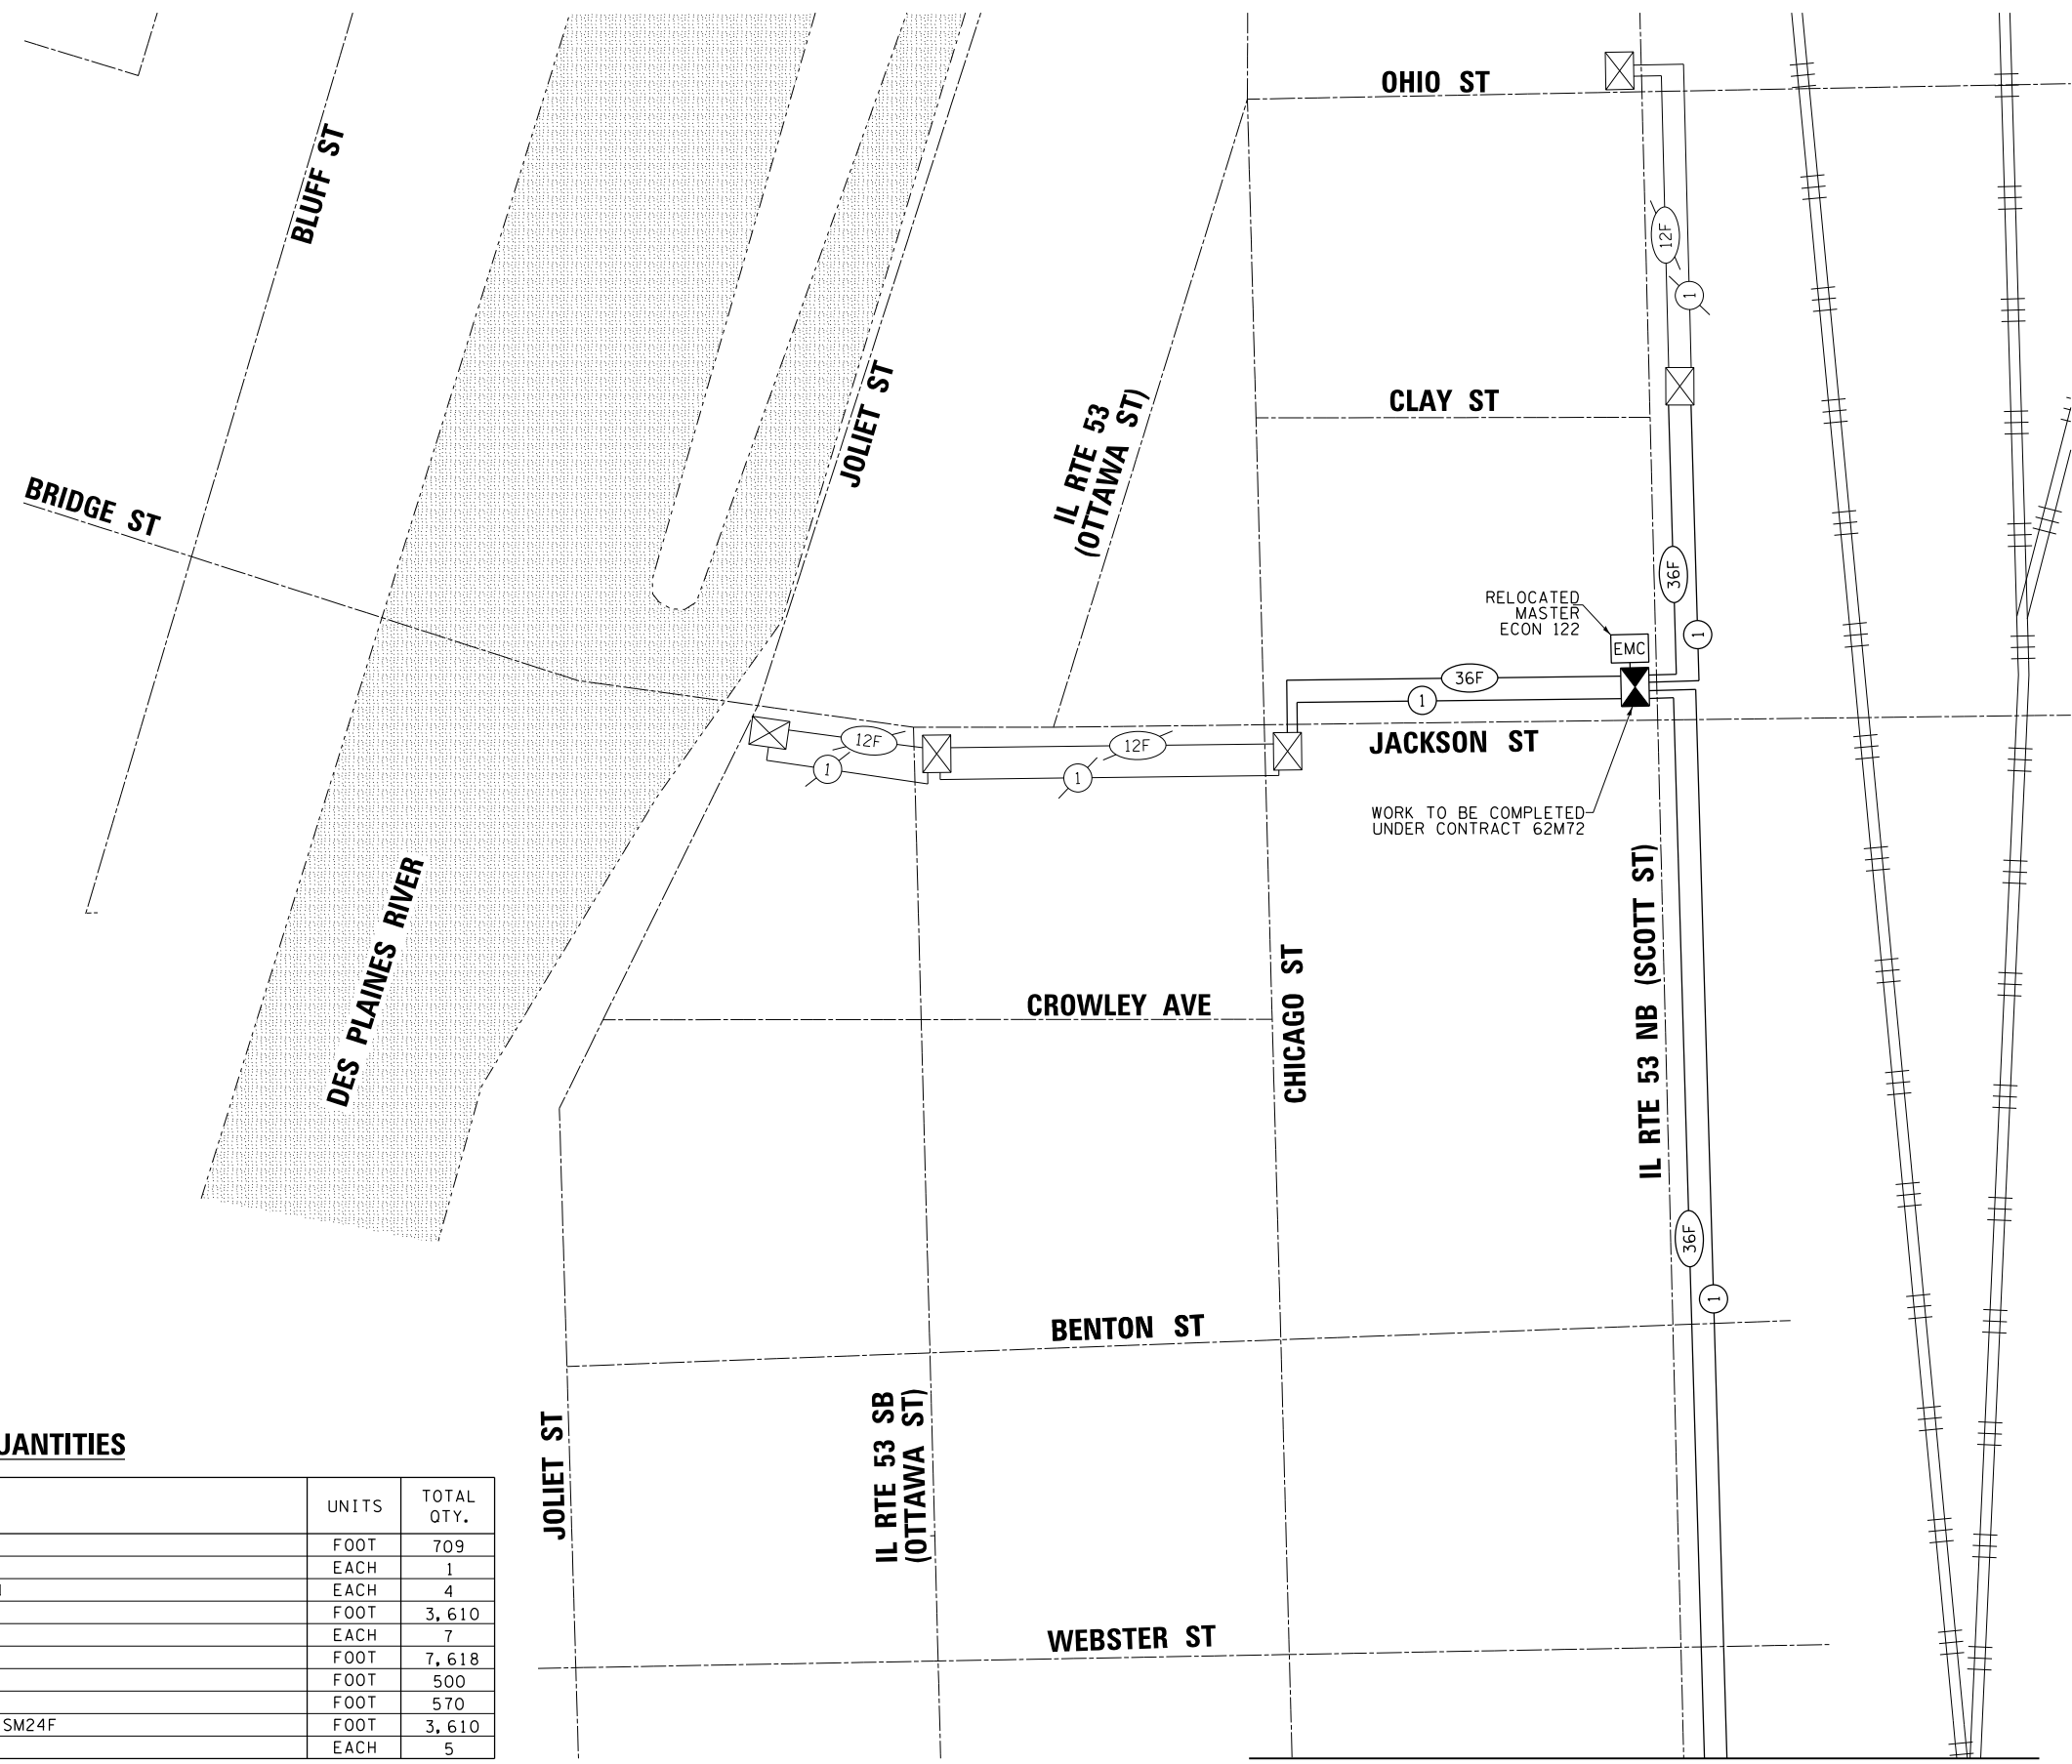 OHIO ST
BLUFF ST
12F
1
JOLIET ST
IL RTE 53
(OTTAWA ST)
CLAY ST
BRIDGE ST
36F
1
RELOCATED
MASTER
ECON 122
EMC
36F
1
12F
1
12F
1
JACKSON ST
WORK TO BE COMPLETED
UNDER CONTRACT 62M72
DES PLAINES RIVER
IL RTE 53 NB (SCOTT ST)
CROWLEY AVE
CHICAGO ST
36F
1
BENTON ST
JOLIET ST
IL RTE 53 SB
(OTTAWA ST)
WEBSTER ST
UANTITIES
UNITS TOTAL
QTY.
FOOT 709
EACH 1
EACH 4
FOOT 3,610
EACH 7
FOOT 7,618
FOOT 500
FOOT 570
SM24F FOOT 3,610
EACH 5